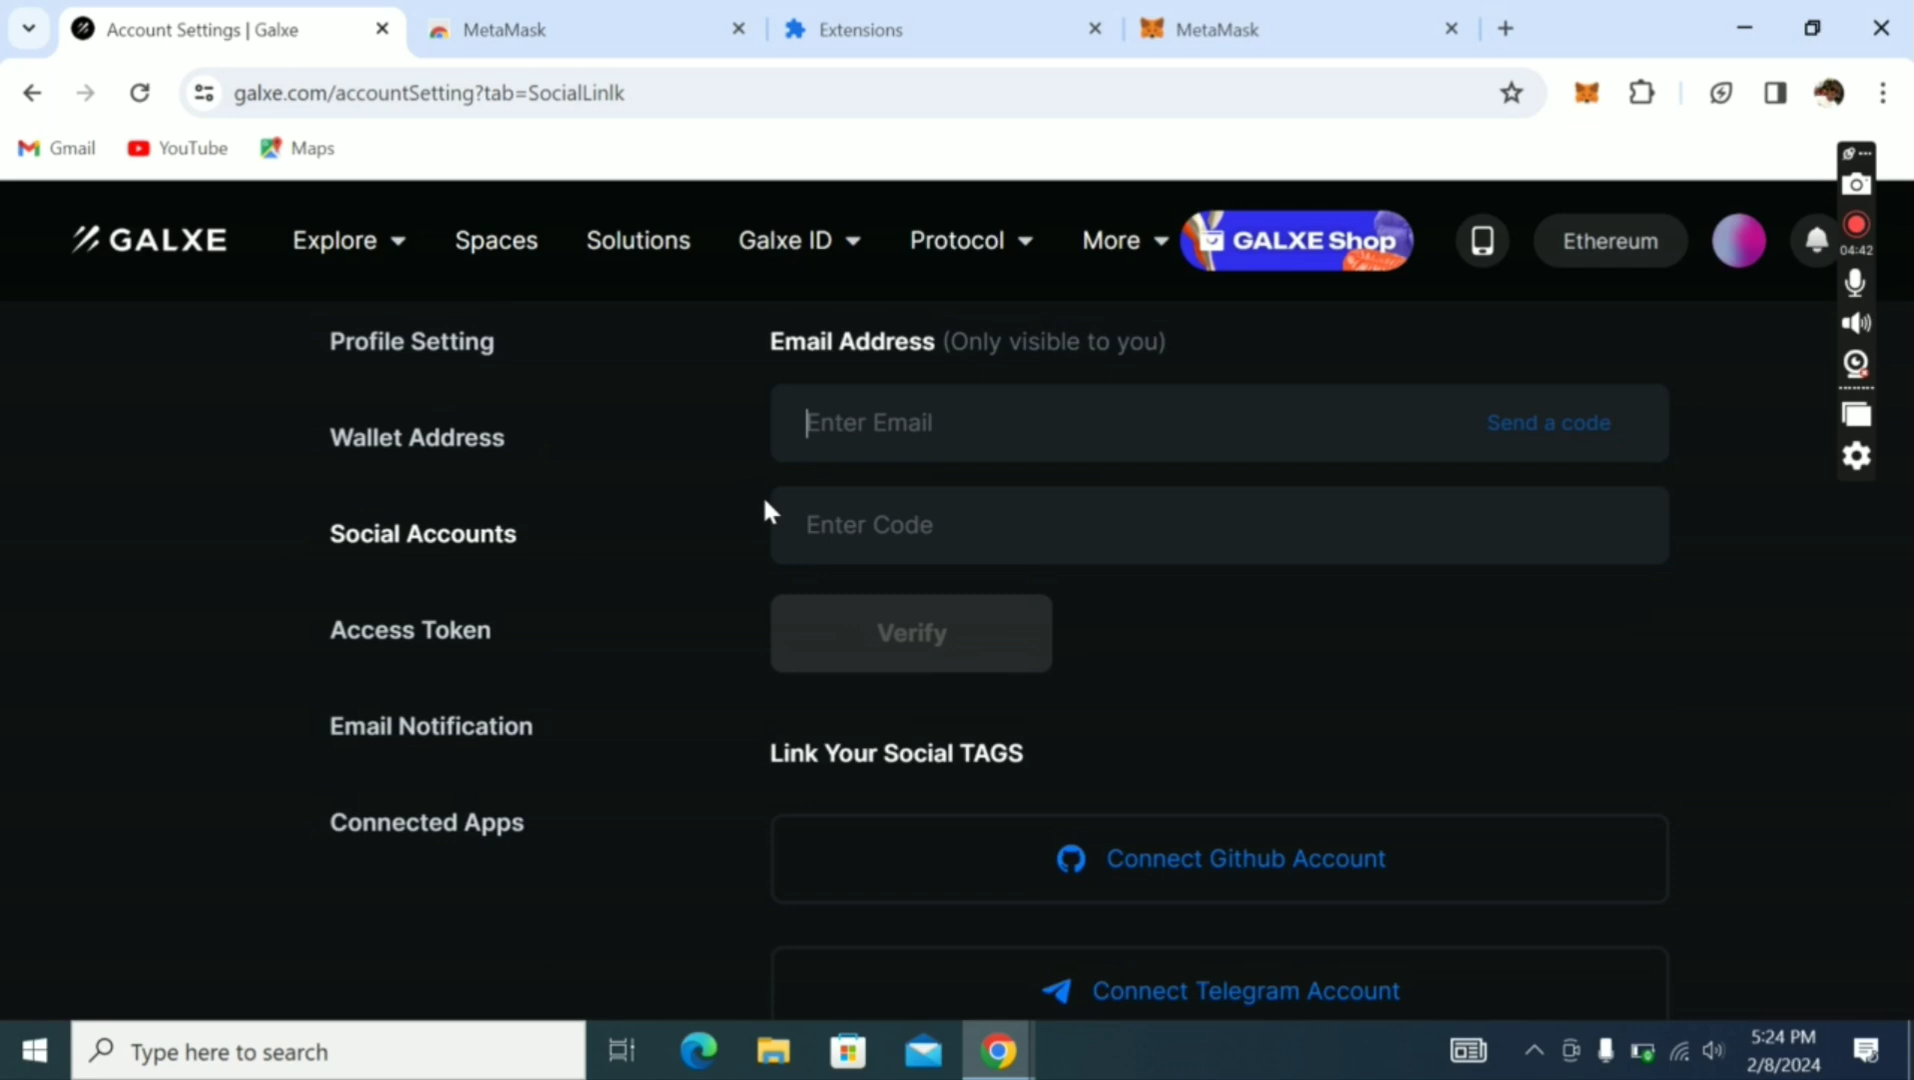 Account Settings | Galxe
MetaMask
Extensions
MetaMask
galxe.com/accountSetting?tab=SocialLinlk
Gmail
YouTube
Maps
GALXE
Explore
Spaces
Solutions
Galxe ID
Protocol
More
GALXE Shop
Ethereum
04:42
Profile Setting
Wallet Address
Social Accounts
Access Token
Email Notification
Connected Apps
Email Address (Only visible to you)
Enter Email
Send a code
Enter Code
Verify
Link Your Social TAGS
Connect Github Account
Connect Telegram Account
Type here to search
5:24 PM
2/8/2024